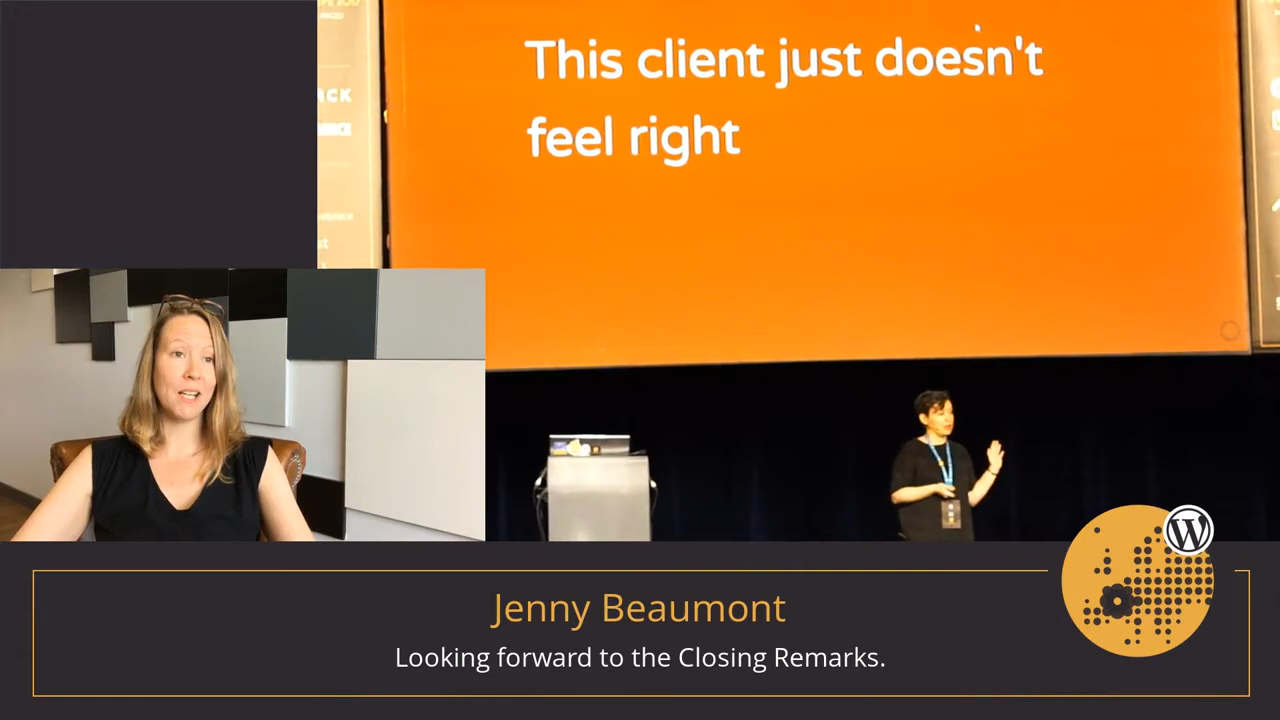 This client just doesn't
feel right
Jenny Beaumont
Looking forward to the Closing Remarks.